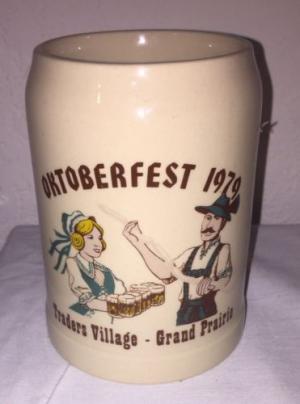 OKTOBERFEST 1979
Traders Village - Grand Prairie